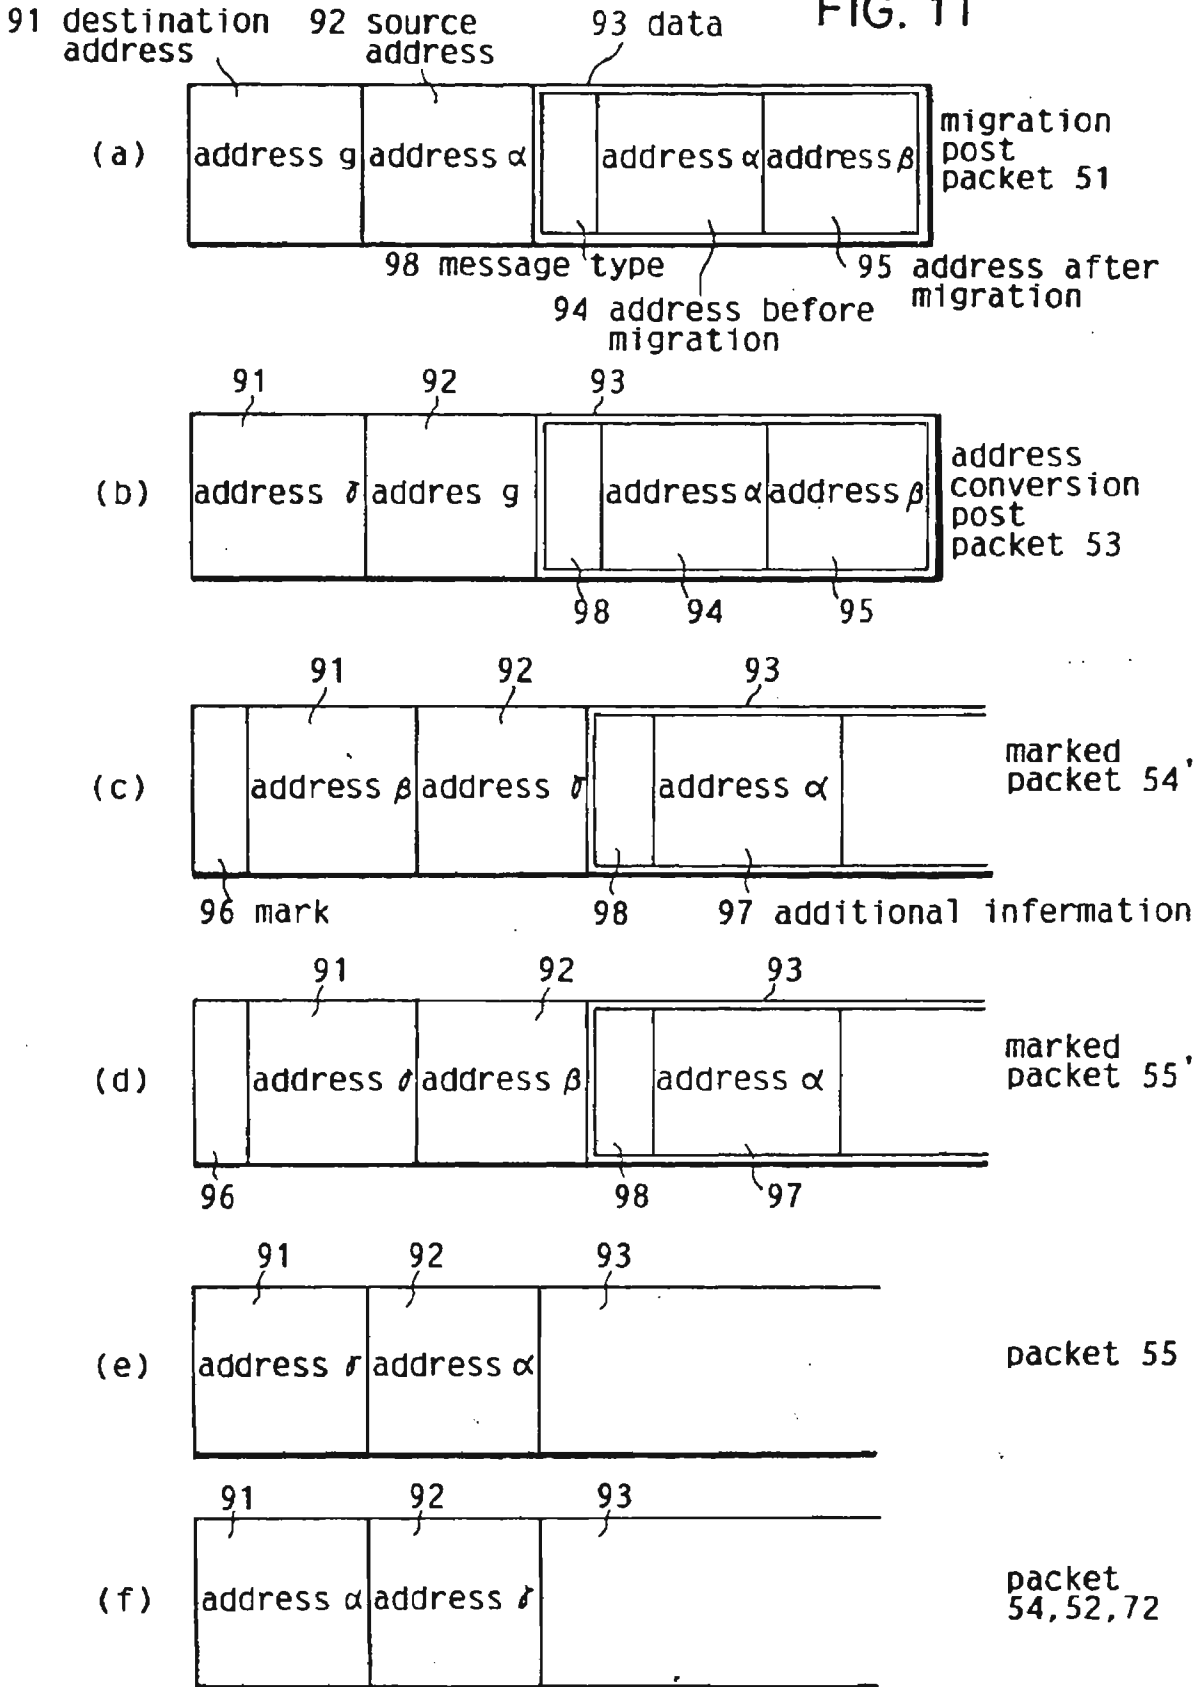 FIG. 11
91 destination address
92 source address
93 data
(a)
address g
address α
address α
address β
migration post packet 51
98 message type
94 address before migration
95 address after migration
91
92
93
(b)
address γ
addres g
address α
address β
address conversion post packet 53
98
94
95
91
92
93
(c)
address β
address γ
address α
marked packet 54'
96 mark
98
97 additional infermation
91
92
93
(d)
address γ
address β
address α
marked packet 55'
96
98
97
91
92
93
(e)
address γ
address α
packet 55
91
92
93
(f)
address α
address γ
packet 54,52,72